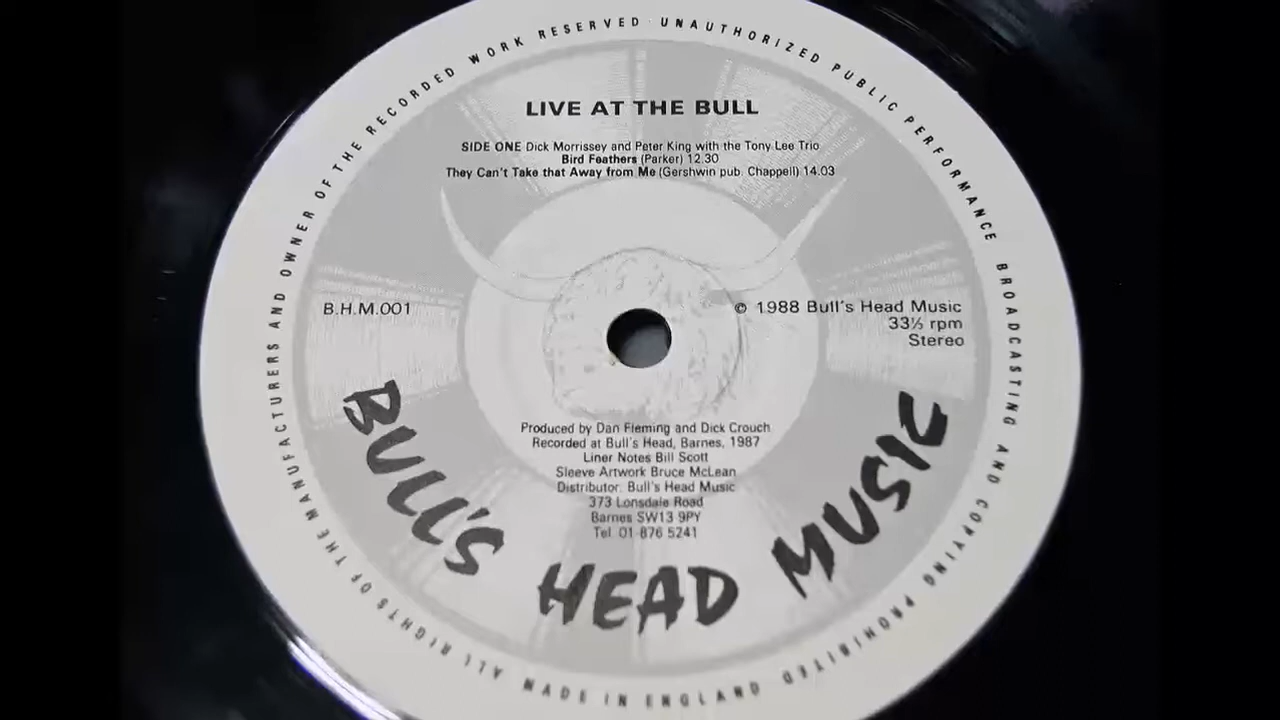 ALL RIGHTS OF THE MANUFACTURERS AND OWNER OF THE RECORDED WORK RESERVED · UNAUTHORIZED PUBLIC PERFORMANCE BROADCASTING AND COPYING PROHIBITED
MADE IN ENGLAND
LIVE AT THE BULL
SIDE ONE Dick Morrissey and Peter King with the Tony Lee Trio
Bird Feathers (Parker) 12.30
They Can't Take that Away from Me (Gershwin pub. Chappell) 14.03
B.H.M.001
© 1988 Bull's Head Music
33⅓ rpm
Stereo
Produced by Dan Fleming and Dick Crouch
Recorded at Bull's Head, Barnes, 1987
Liner Notes Bill Scott
Sleeve Artwork Bruce McLean
Distributor. Bull's Head Music
373 Lonsdale Road
Barnes SW13 9PY
Tel. 01-876 5241
BULL'S HEAD MUSIC